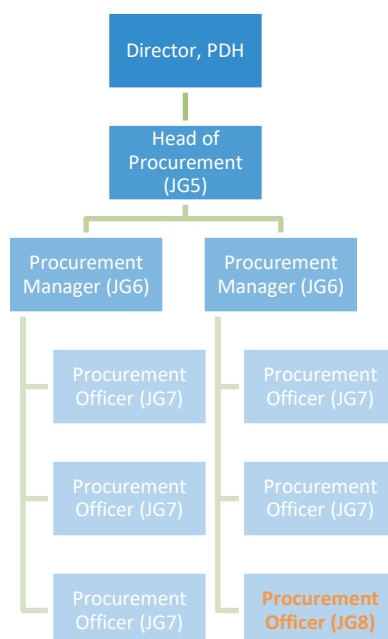 Director, PDH
Head of
Procurement
(JG5)
Procurement
Manager (JG6)
Procurement
Manager (JG6)
Procurement
Officer (JG7)
Procurement
Officer (JG7)
Procurement
Officer (JG7)
Procurement
Officer (JG7)
Procurement
Officer (JG7)
Procurement
Officer (JG8)